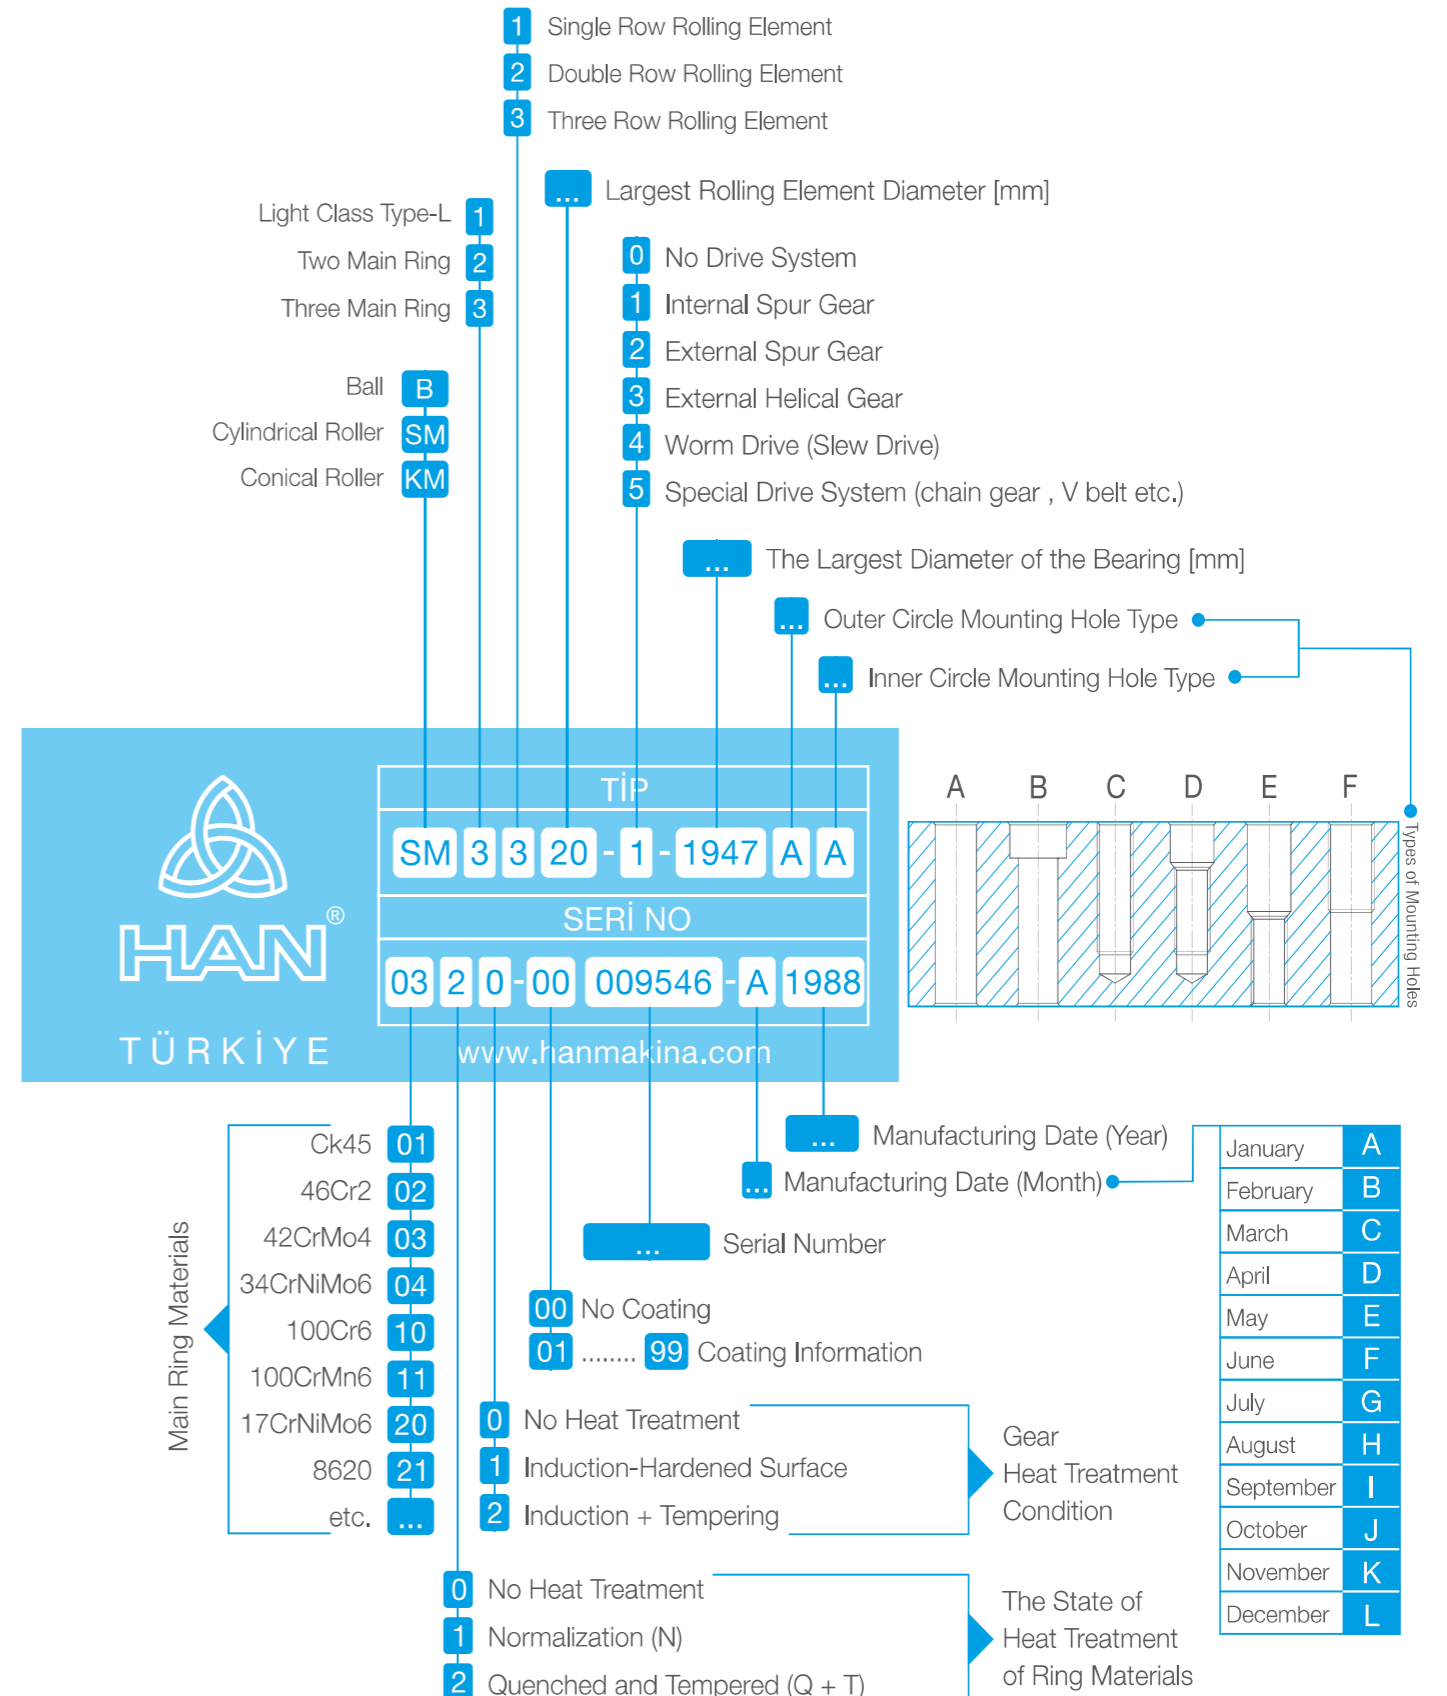 1 Single Row Rolling Element
2 Double Row Rolling Element
3 Three Row Rolling Element
... Largest Rolling Element Diameter [mm]
Light Class Type-L 1
Two Main Ring 2
Three Main Ring 3
0 No Drive System
1 Internal Spur Gear
2 External Spur Gear
3 External Helical Gear
4 Worm Drive (Slew Drive)
5 Special Drive System (chain gear , V belt etc.)
Ball B
Cylindrical Roller SM
Conical Roller KM
... The Largest Diameter of the Bearing [mm]
... Outer Circle Mounting Hole Type
... Inner Circle Mounting Hole Type
HAN®
TÜRKİYE
TİP
SM 3 3 20 - 1 - 1947 A A
SERİ NO
03 2 0 - 00 009546 - A 1988
www.hanmakina.com
A B C D E F
Types of Mounting Holes
... Manufacturing Date (Year)
... Manufacturing Date (Month)
... Serial Number
00 No Coating
01 ........ 99 Coating Information
Main Ring Materials
Ck45 01
46Cr2 02
42CrMo4 03
34CrNiMo6 04
100Cr6 10
100CrMn6 11
17CrNiMo6 20
8620 21
etc. ...
0 No Heat Treatment
1 Induction-Hardened Surface
2 Induction + Tempering
Gear
Heat Treatment
Condition
0 No Heat Treatment
1 Normalization (N)
2 Quenched and Tempered (Q + T)
The State of
Heat Treatment
of Ring Materials
January A
February B
March C
April D
May E
June F
July G
August H
September I
October J
November K
December L